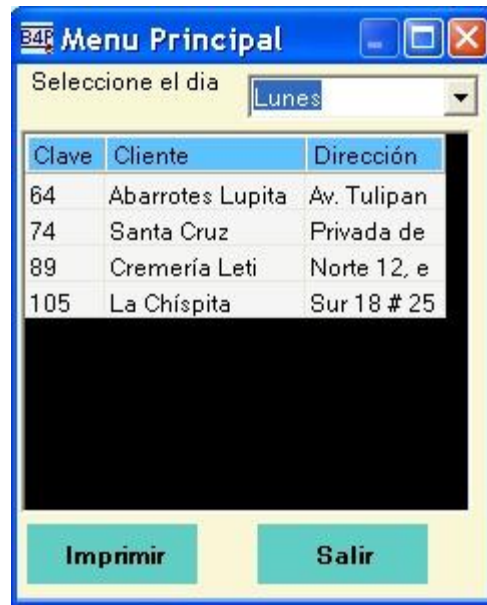 B4P Menu Principal
Seleccione el dia Lunes
Clave Cliente Dirección
64 Abarrotes Lupita Av. Tulipan
74 Santa Cruz Privada de
89 Cremería Leti Norte 12, e
105 La Chíspita Sur 18 # 25
Imprimir Salir